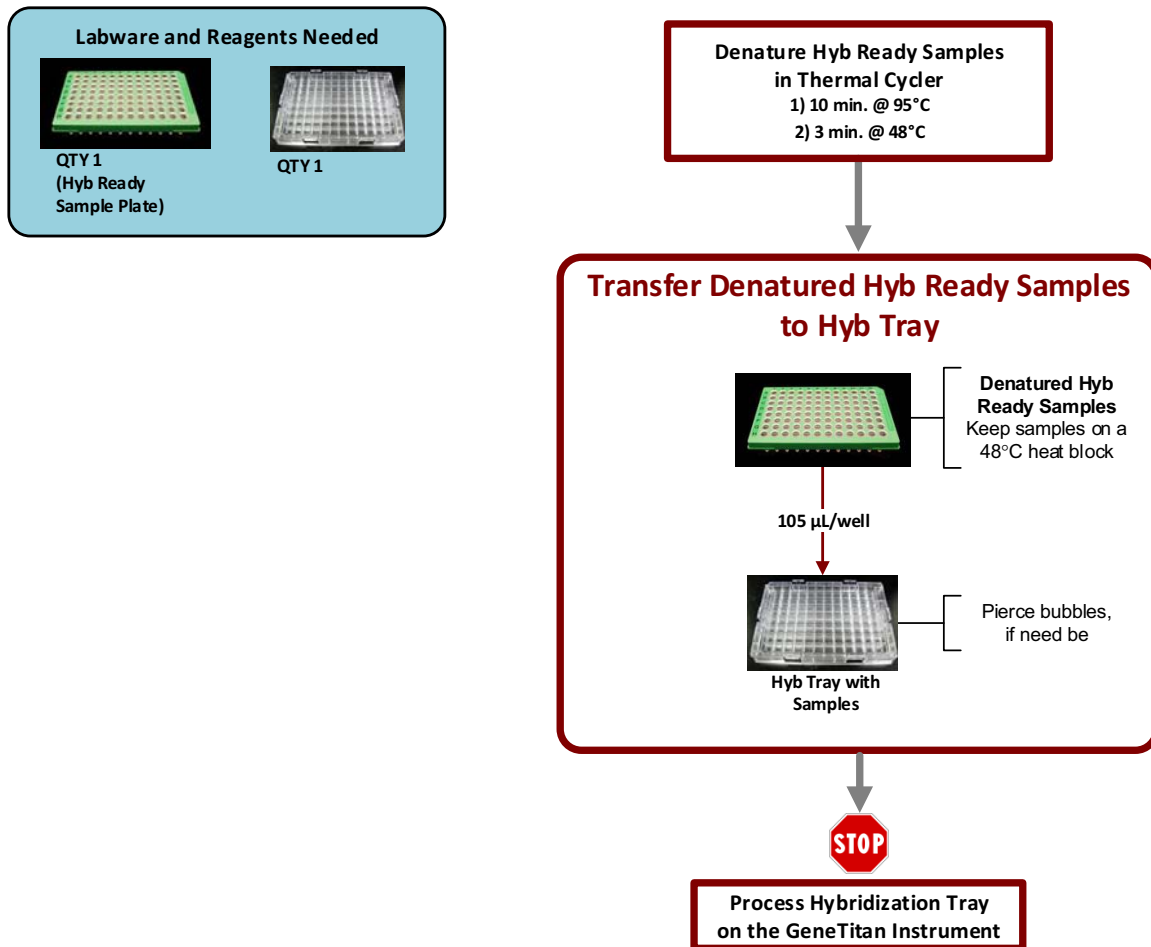 Labware and Reagents Needed
QTY 1
(Hyb Ready
Sample Plate)
QTY 1
Denature Hyb Ready Samples
in Thermal Cycler
1) 10 min. @ 95°C
2) 3 min. @ 48°C
Transfer Denatured Hyb Ready Samples
to Hyb Tray
Denatured Hyb
Ready Samples
Keep samples on a
48°C heat block
105 µL/well
Pierce bubbles,
if need be
Hyb Tray with
Samples
STOP
Process Hybridization Tray
on the GeneTitan Instrument